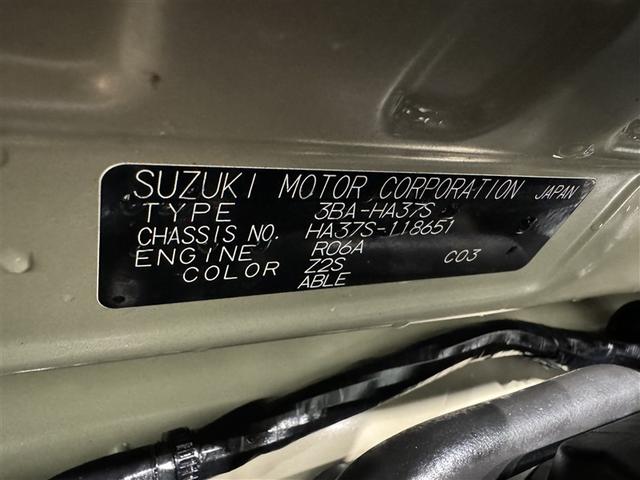 SUZUKI MOTOR CORPORATION JAPAN
TYPE 3BA-HA37S
CHASSIS NO. HA37S-118651
ENGINE R06A C03
COLOR Z2S
ABLE